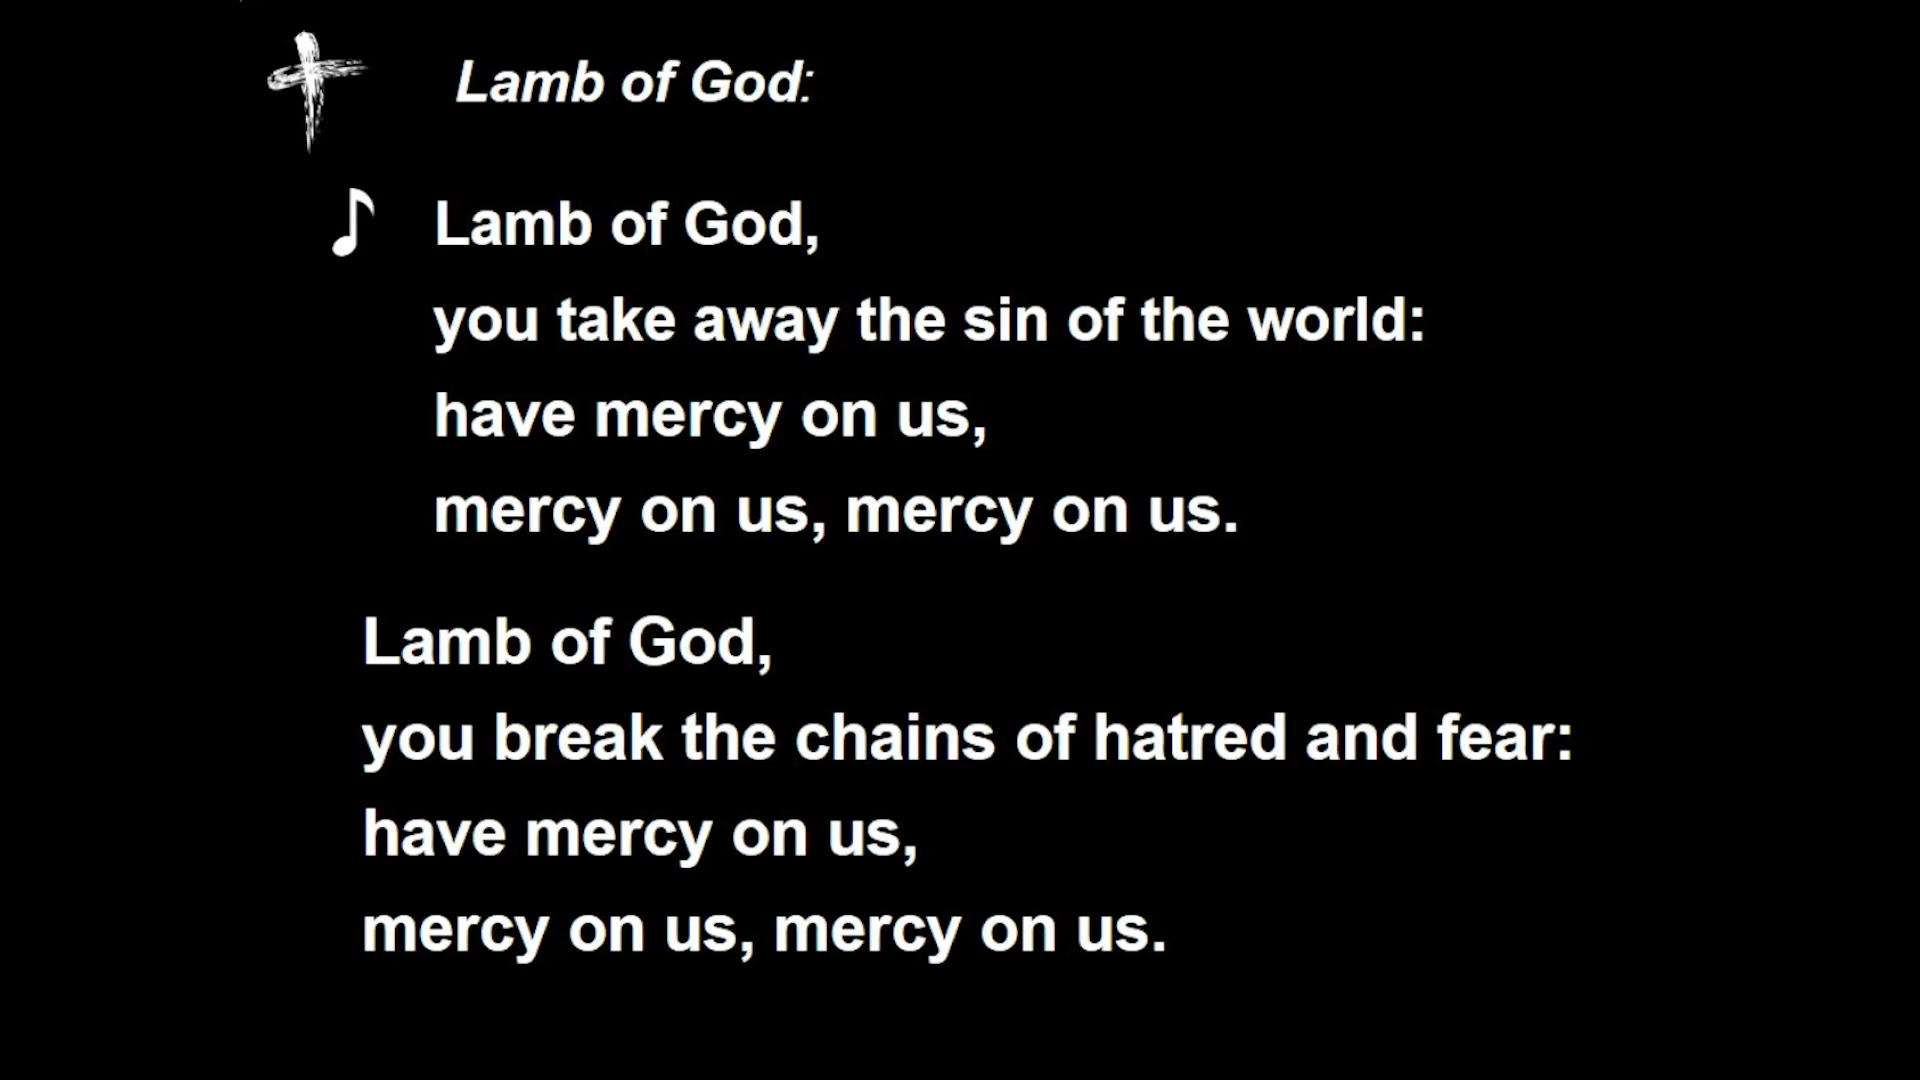 Lamb of God:
Lamb of God,
you take away the sin of the world:
have mercy on us,
mercy on us, mercy on us.
Lamb of God,
you break the chains of hatred and fear:
have mercy on us,
mercy on us, mercy on us.